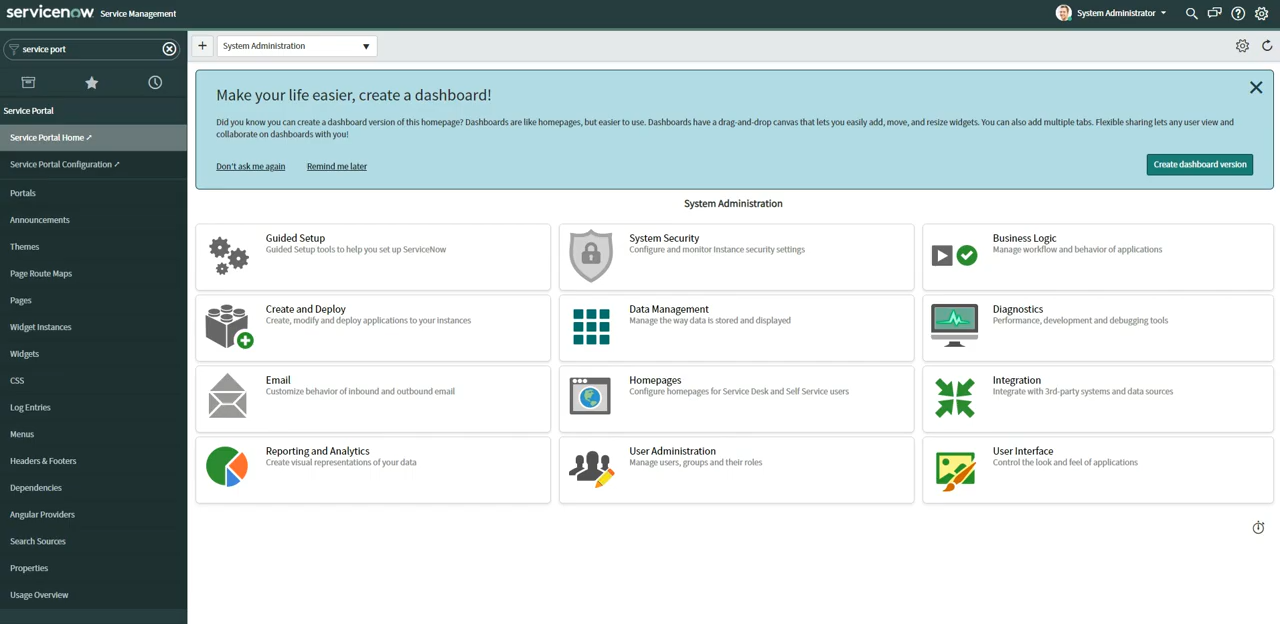 servicenow Service Management
System Administrator
service port
System Administration
Service Portal
Service Portal Home ↗
Service Portal Configuration ↗
Portals
Announcements
Themes
Page Route Maps
Pages
Widget Instances
Widgets
CSS
Log Entries
Menus
Headers & Footers
Dependencies
Angular Providers
Search Sources
Properties
Usage Overview
Make your life easier, create a dashboard!
Did you know you can create a dashboard version of this homepage? Dashboards are like homepages, but easier to use. Dashboards have a drag-and-drop canvas that lets you easily add, move, and resize widgets. You can also add multiple tabs. Flexible sharing lets any user view and
collaborate on dashboards with you!
Don't ask me again Remind me later
Create dashboard version
System Administration
Guided Setup
Guided Setup tools to help you set up ServiceNow
System Security
Configure and monitor Instance security settings
Business Logic
Manage workflow and behavior of applications
Create and Deploy
Create, modify and deploy applications to your instances
Data Management
Manage the way data is stored and displayed
Diagnostics
Performance, development and debugging tools
Email
Customize behavior of inbound and outbound email
Homepages
Configure homepages for Service Desk and Self Service users
Integration
Integrate with 3rd-party systems and data sources
Reporting and Analytics
Create visual representations of your data
User Administration
Manage users, groups and their roles
User Interface
Control the look and feel of applications